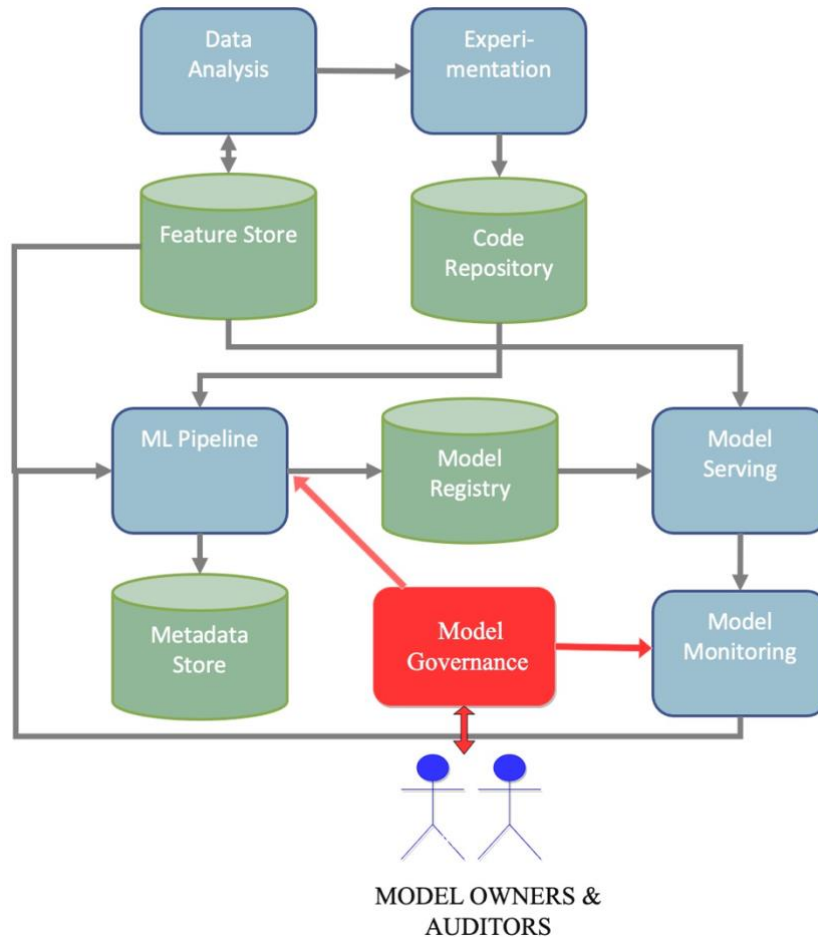 Data
Analysis
Experi-
mentation
Feature Store
Code
Repository
ML Pipeline
Model
Registry
Model
Serving
Metadata
Store
Model
Governance
Model
Monitoring
MODEL OWNERS &
AUDITORS